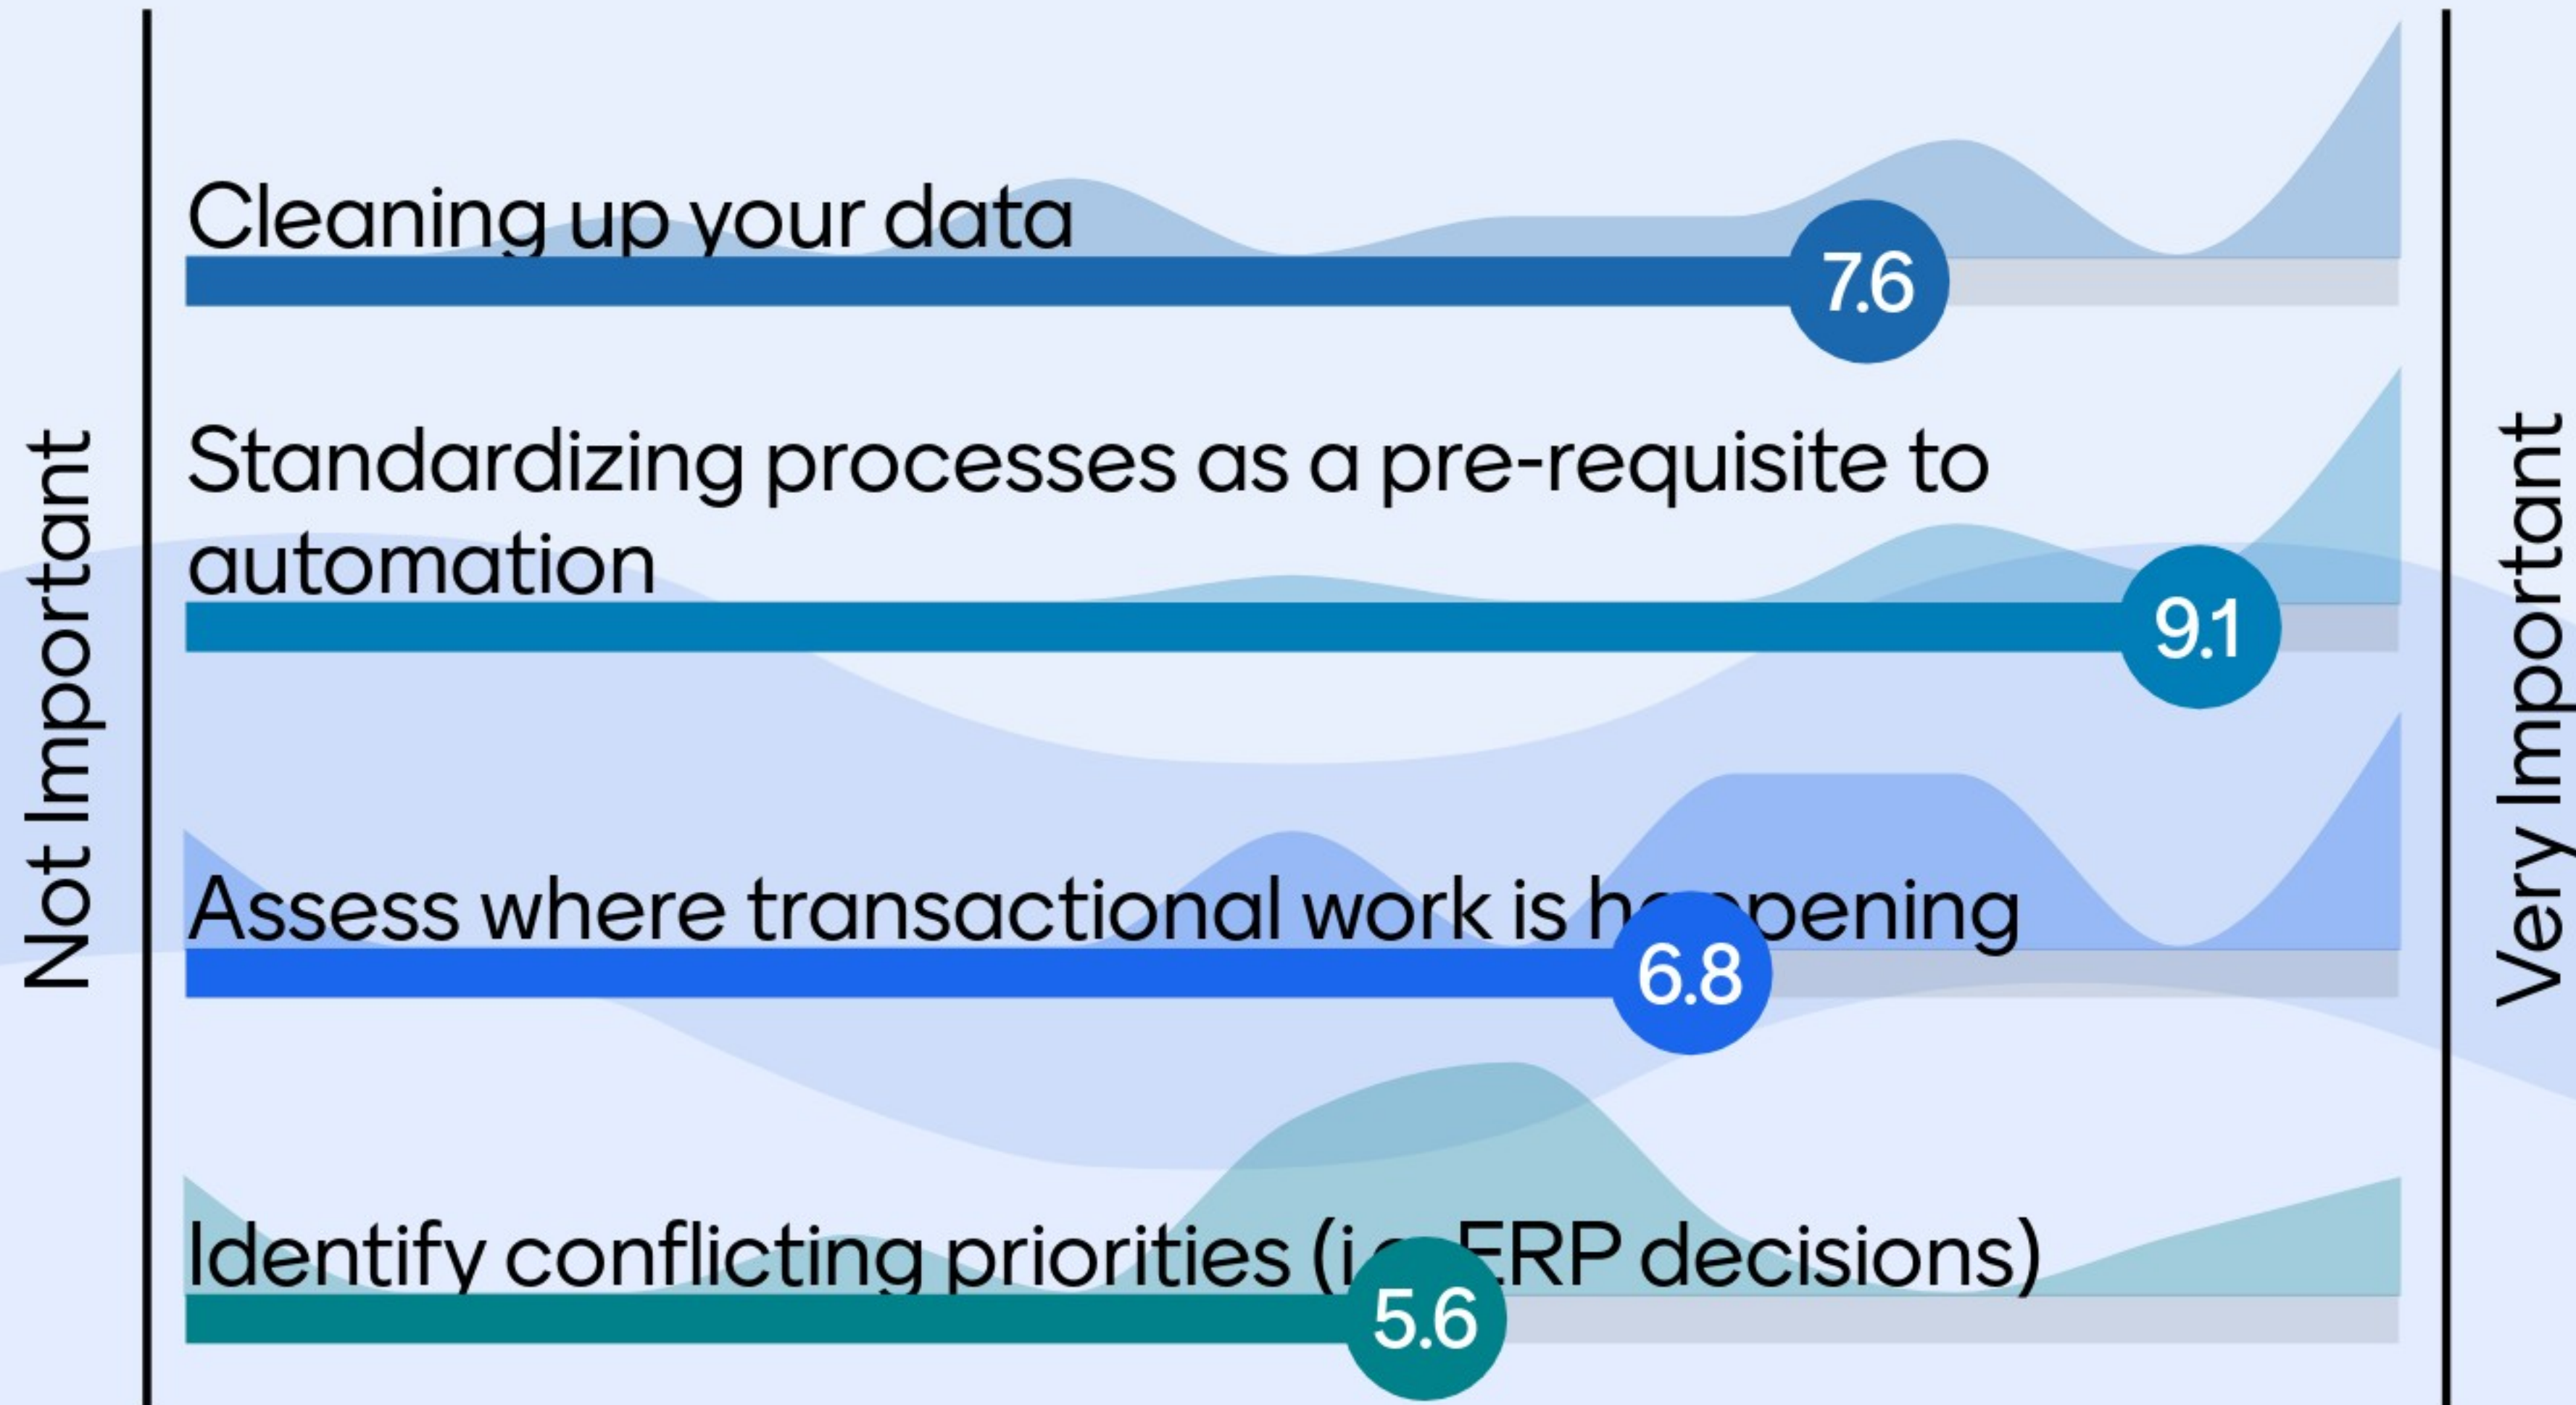 Not Important
Cleaning up your data
7.6
Standardizing processes as a pre-requisite to
automation
9.1
Assess where transactional work is happening
6.8
Identify conflicting priorities (i.e. ERP decisions)
5.6
Very Important